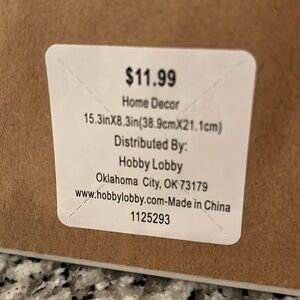 $11.99
Home Decor
15.3inX8.3in(38.9cmX21.1cm)
Distributed By:
Hobby Lobby
Oklahoma City, OK 73179
www.hobbylobby.com-Made in China
1125293